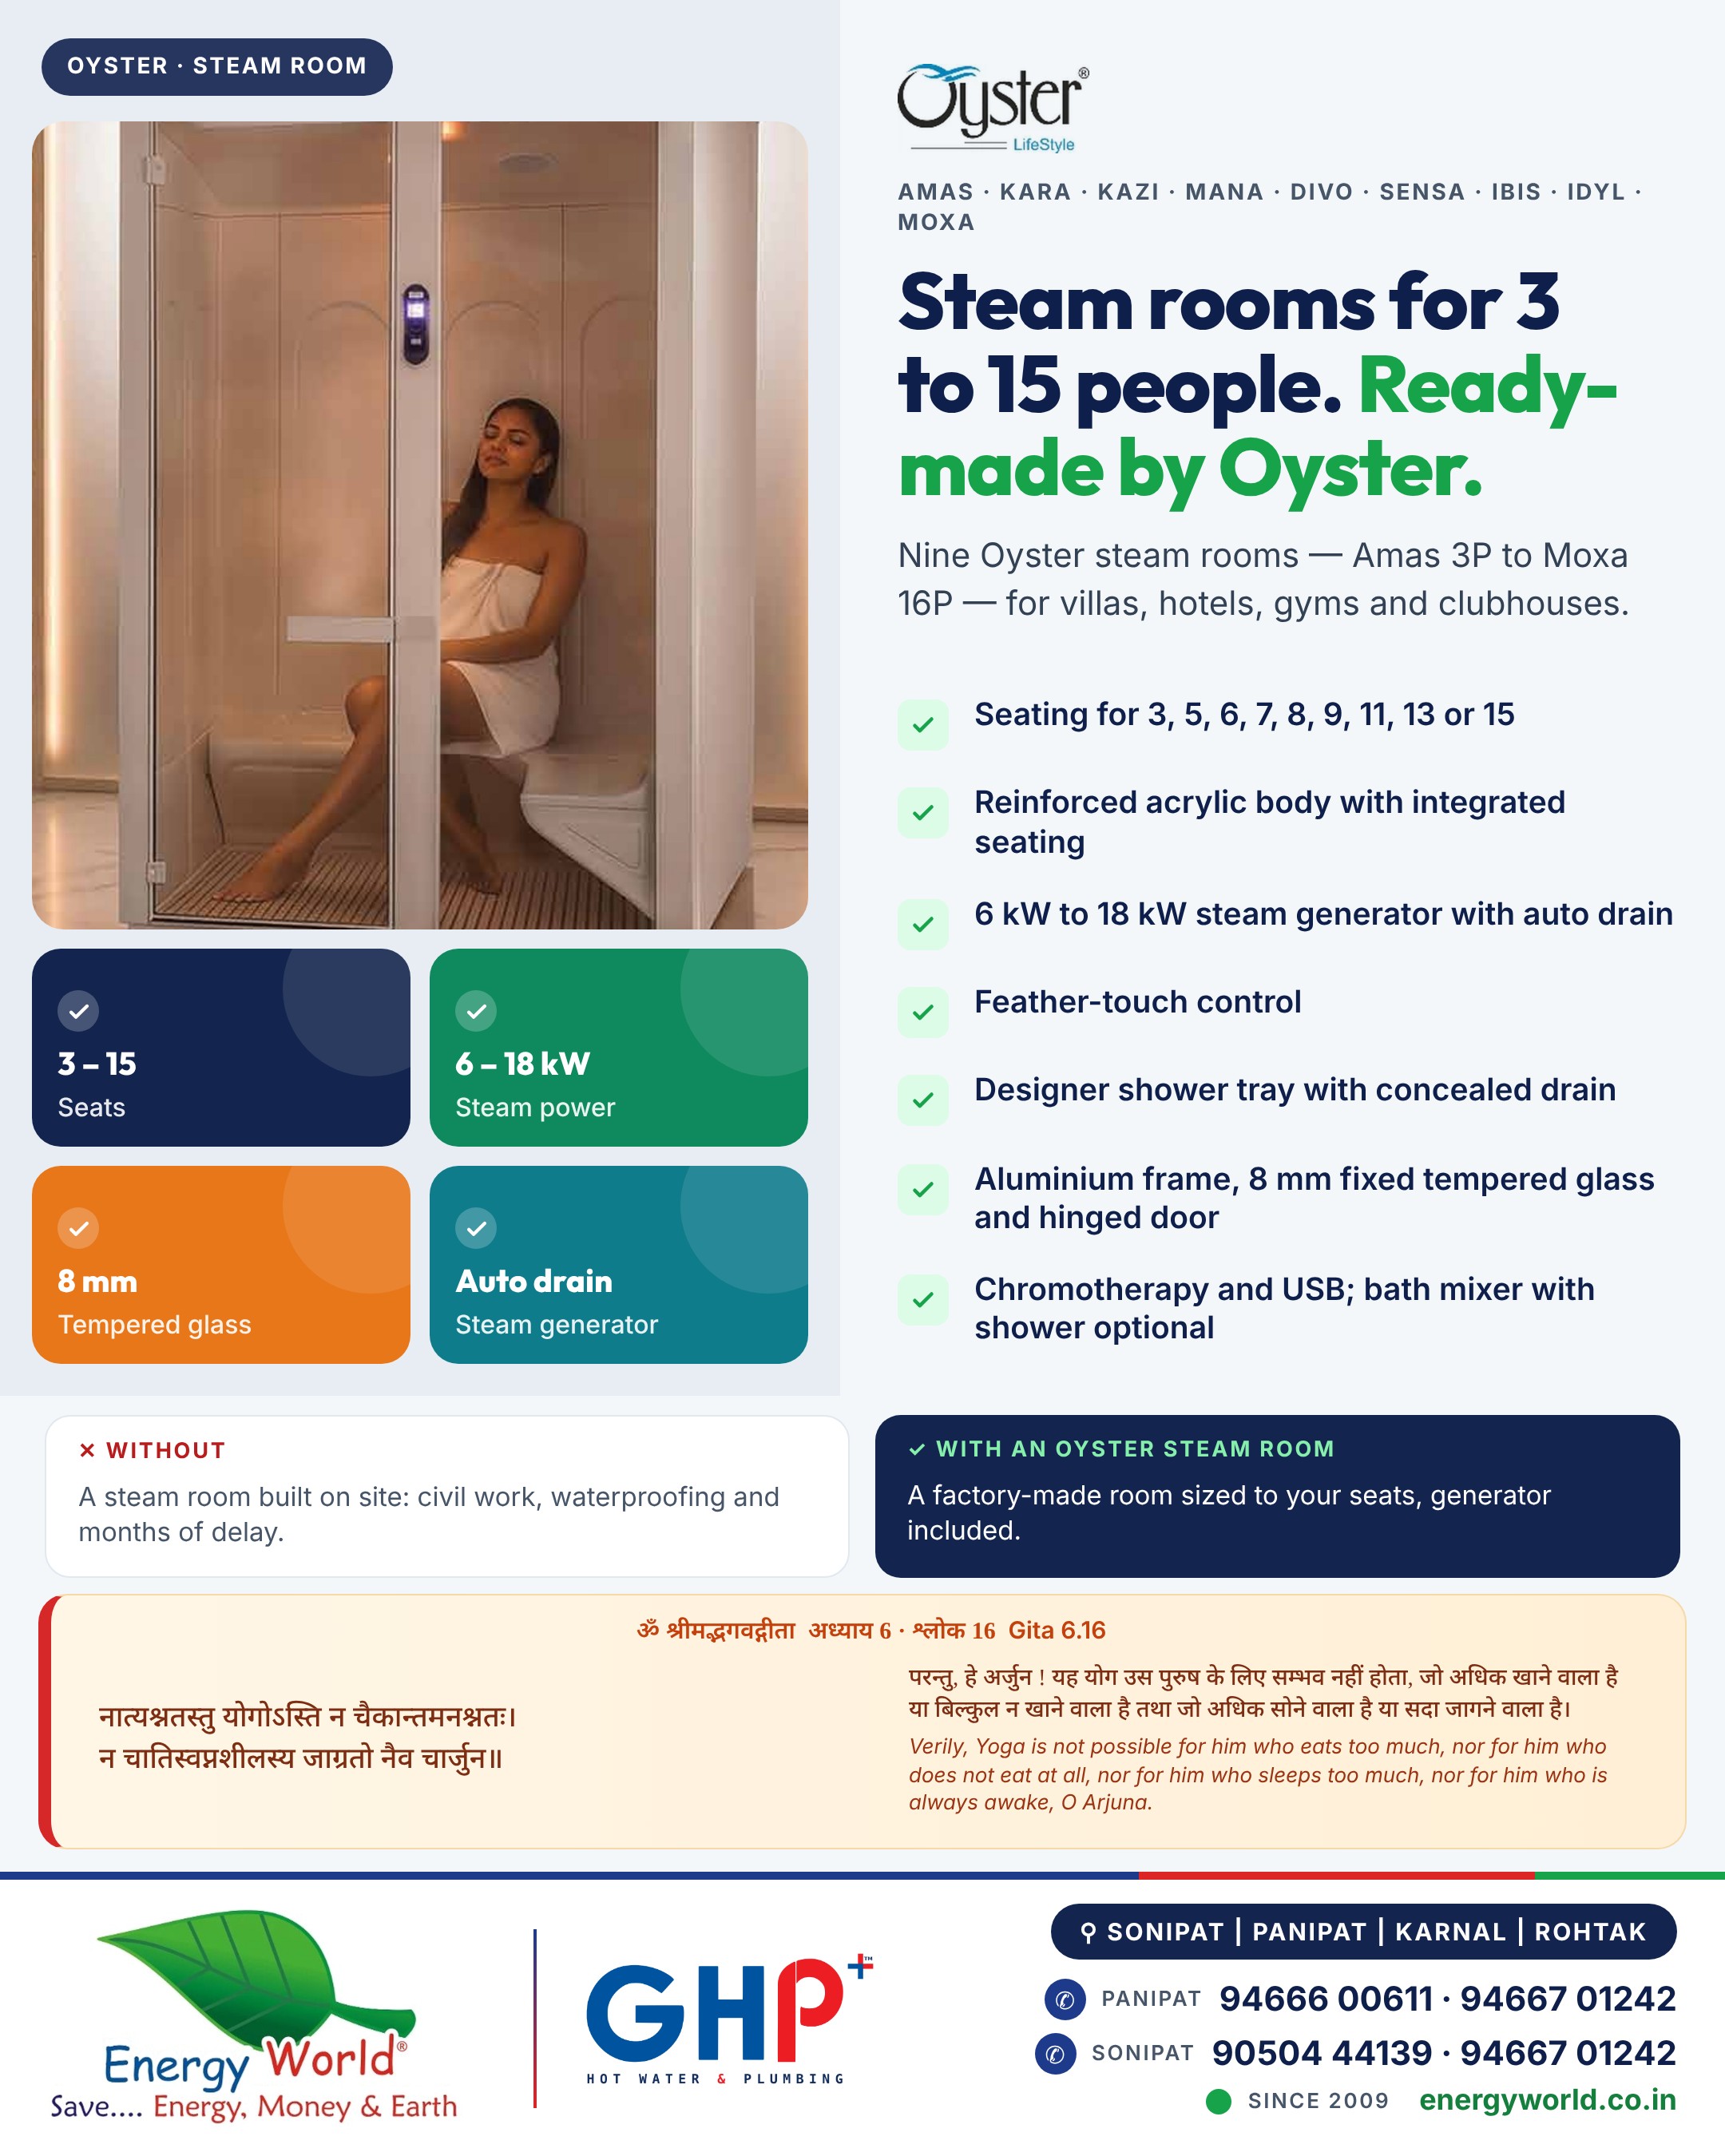 OYSTER · STEAM ROOM
Oyster®
LifeStyle
AMAS · KARA · KAZI · MANA · DIVO · SENSA · IBIS · IDYL ·
MOXA
Steam rooms for 3
to 15 people. Ready-
made by Oyster.
Nine Oyster steam rooms — Amas 3P to Moxa
16P — for villas, hotels, gyms and clubhouses.
Seating for 3, 5, 6, 7, 8, 9, 11, 13 or 15
Reinforced acrylic body with integrated
seating
6 kW to 18 kW steam generator with auto drain
Feather-touch control
Designer shower tray with concealed drain
Aluminium frame, 8 mm fixed tempered glass
and hinged door
Chromotherapy and USB; bath mixer with
shower optional
3 – 15
Seats
6 – 18 kW
Steam power
8 mm
Tempered glass
Auto drain
Steam generator
✕ WITHOUT
A steam room built on site: civil work, waterproofing and
months of delay.
✓ WITH AN OYSTER STEAM ROOM
A factory-made room sized to your seats, generator
included.
ॐ श्रीमद्भगवद्गीता अध्याय 6 · श्लोक 16 Gita 6.16
नात्यश्नतस्तु योगोऽस्ति न चैकान्तमनश्नतः।
न चातिस्वप्नशीलस्य जाग्रतो नैव चार्जुन॥
परन्तु, हे अर्जुन ! यह योग उस पुरुष के लिए सम्भव नहीं होता, जो अधिक खाने वाला है
या बिल्कुल न खाने वाला है तथा जो अधिक सोने वाला है या सदा जागने वाला है।
Verily, Yoga is not possible for him who eats too much, nor for him who
does not eat at all, nor for him who sleeps too much, nor for him who is
always awake, O Arjuna.
Energy World®
Save.... Energy, Money & Earth
GHP+™
HOT WATER & PLUMBING
SONIPAT | PANIPAT | KARNAL | ROHTAK
PANIPAT 94666 00611 · 94667 01242
SONIPAT 90504 44139 · 94667 01242
SINCE 2009 energyworld.co.in